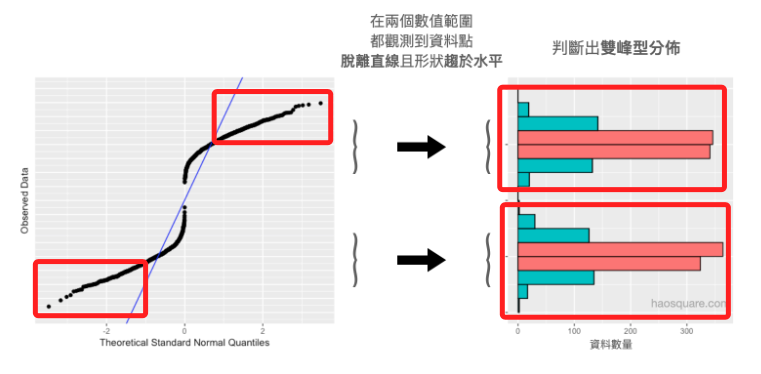 在兩個數值範圍
都觀測到資料點
脫離直線且形狀趨於水平
判斷出雙峰型分佈
Observed Data
-2
0
2
Theoretical Standard Normal Quantiles
haosquare.com
0
100
200
300
資料數量